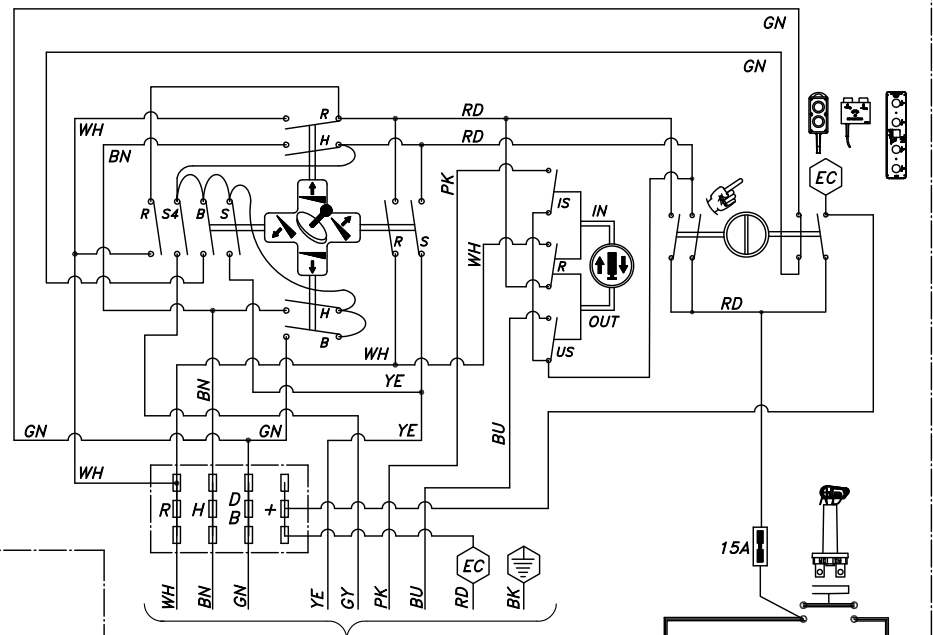 GN
GN
R
RD
WH
H
RD
BN
PK
EC
R S4 B S
IS
IN
R S
WH
R
H
RD
OUT
B
WH
US
YE
BN
BU
GN
GN
YE
WH
R H D B +
15A
EC
WH BN GN YE GY PK BU RD BK